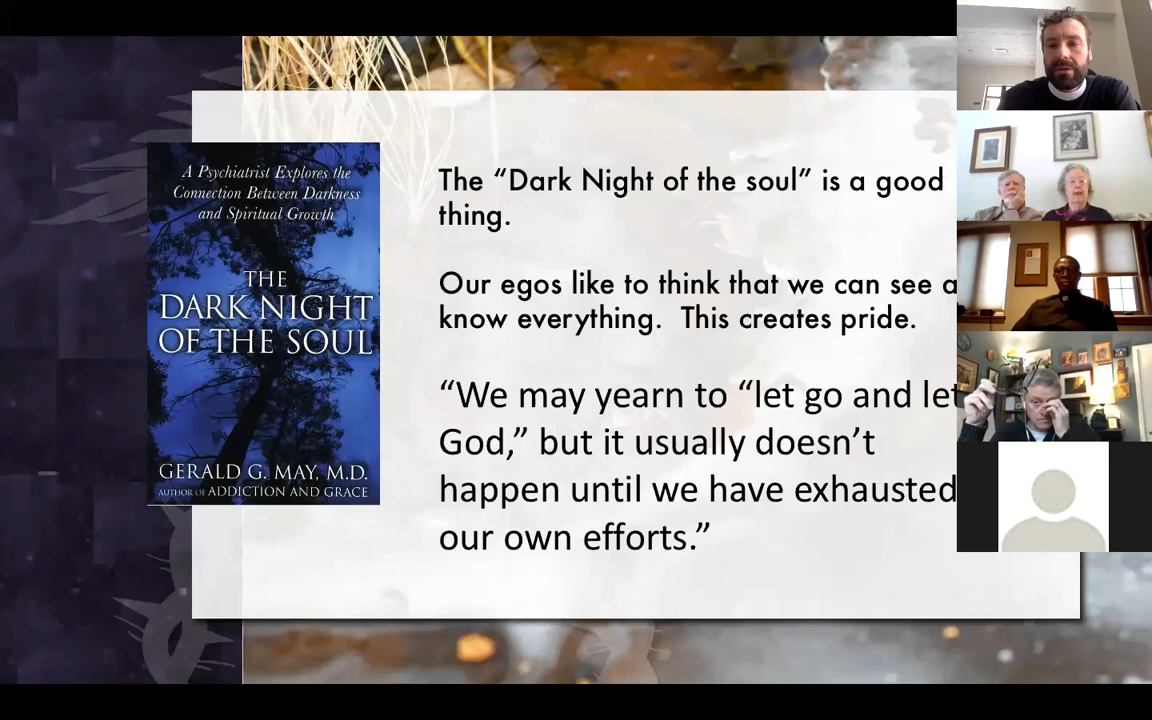 A Psychiatrist Explores the
Connection Between Darkness
and Spiritual Growth
THE
DARK NIGHT
OF THE SOUL
GERALD G. MAY, M.D.
AUTHOR OF ADDICTION AND GRACE
The “Dark Night of the soul” is a good
thing.
Our egos like to think that we can see a
know everything.  This creates pride.
“We may yearn to “let go and let
God,” but it usually doesn’t
happen until we have exhausted
our own efforts.”